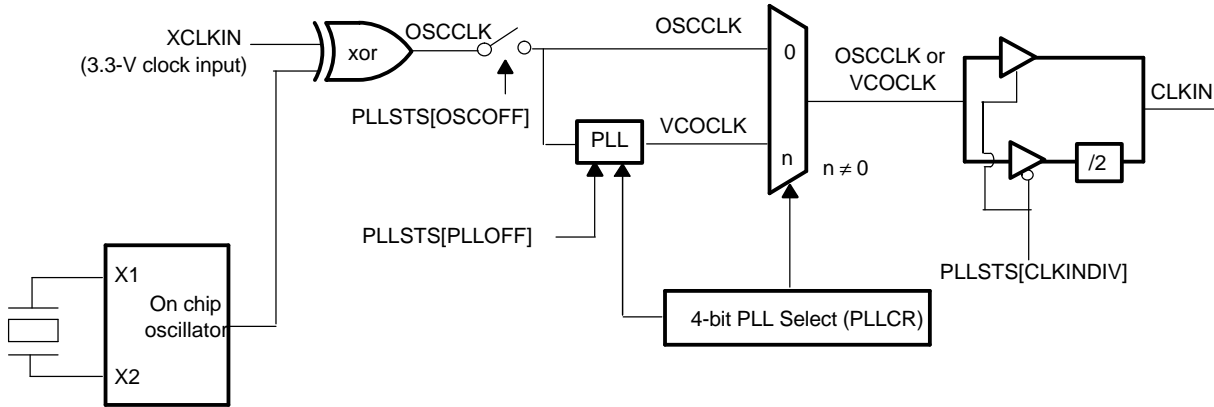 XCLKIN
(3.3-V clock input)
xor
OSCCLK
PLLSTS[OSCOFF]
OSCCLK
0
PLL
VCOCLK
n
n ≠ 0
OSCCLK or
VCOCLK
CLKIN
/2
PLLSTS[PLLOFF]
PLLSTS[CLKINDIV]
4-bit PLL Select (PLLCR)
X1
On chip
oscillator
X2